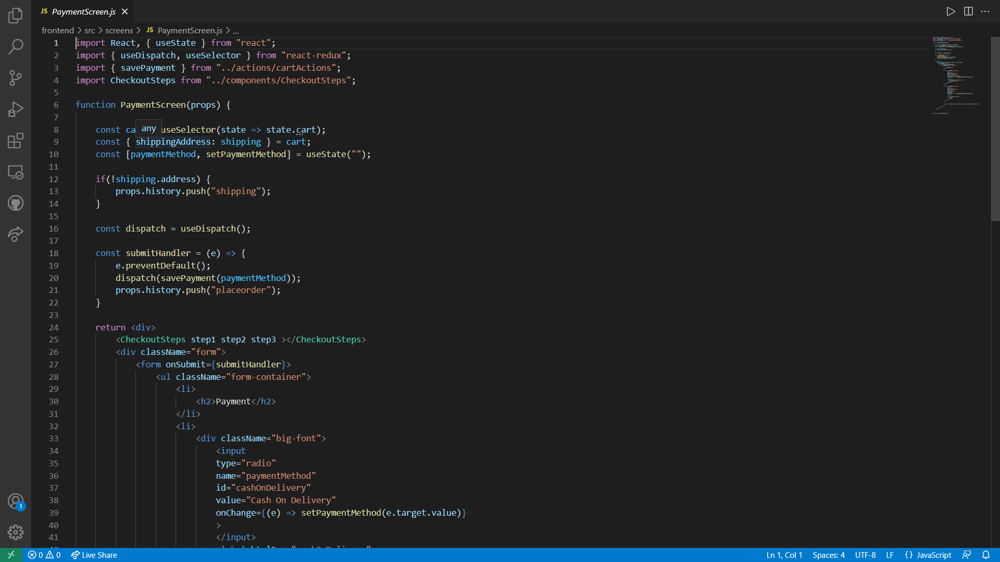 JS PaymentScreen.js
frontend > src > screens > JS PaymentScreen.js > ...
1 import React, { useState } from "react";
2 import { useDispatch, useSelector } from "react-redux";
3 import { savePayment } from "../actions/cartActions";
4 import CheckoutSteps from "../components/CheckoutSteps";
5
6 function PaymentScreen(props) {
7
any
8 const ca useSelector(state => state.cart);
9 const { shippingAddress: shipping } = cart;
10 const [paymentMethod, setPaymentMethod] = useState("");
11
12 if(!shipping.address) {
13 props.history.push("shipping");
14 }
15
16 const dispatch = useDispatch();
17
18 const submitHandler = (e) => {
19 e.preventDefault();
20 dispatch(savePayment(paymentMethod));
21 props.history.push("placeorder");
22 }
23
24 return <div>
25 <CheckoutSteps step1 step2 step3 ></CheckoutSteps>
26 <div className="form">
27 <form onSubmit={submitHandler}>
28 <ul className="form-container">
29 <li>
30 <h2>Payment</h2>
31 </li>
32 <li>
33 <div className="big-font">
34 <input
35 type="radio"
36 name="paymentMethod"
37 id="cashOnDelivery"
38 value="Cash On Delivery"
39 onChange={(e) => setPaymentMethod(e.target.value)}
40 >
41 </input>
1
0 0 Live Share Ln 1, Col 1 Spaces: 4 UTF-8 LF {} JavaScript